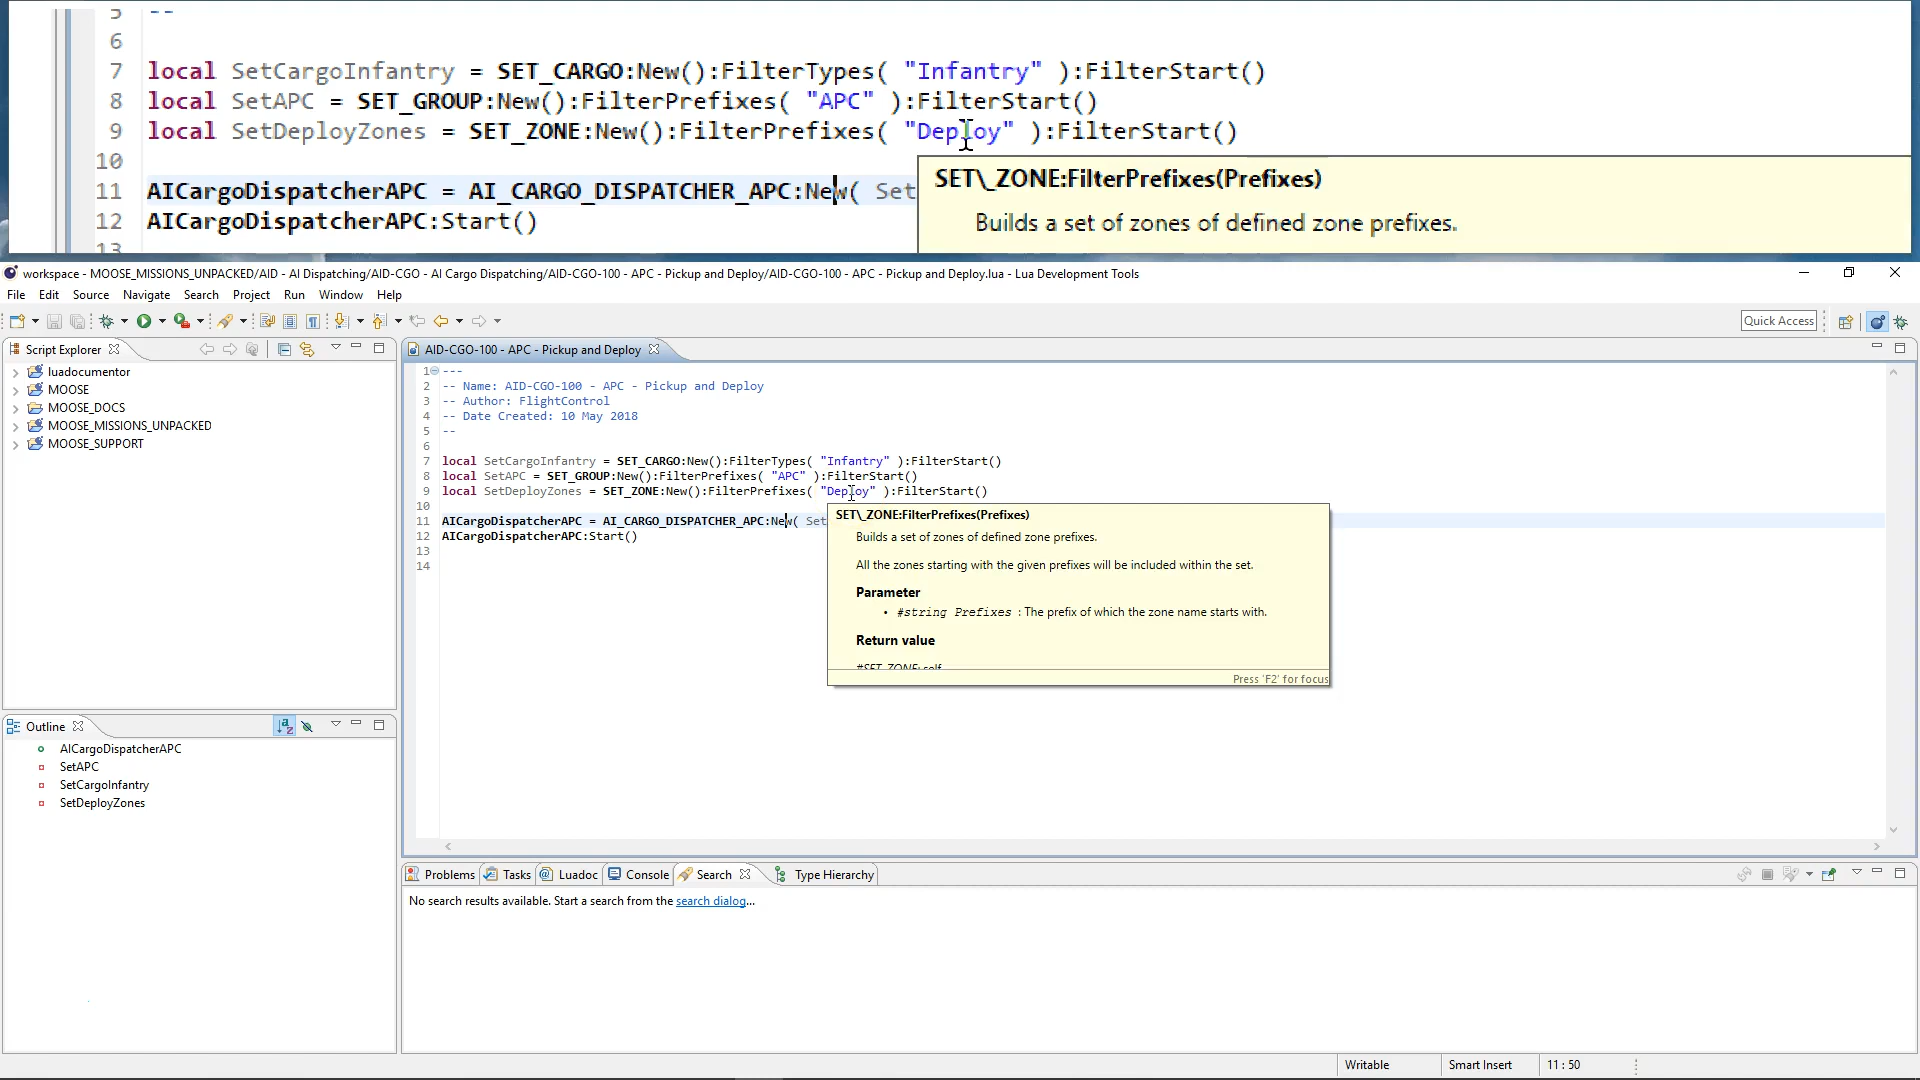 5 --
6
7 local SetCargoInfantry = SET_CARGO:New():FilterTypes( "Infantry" ):FilterStart()
8 local SetAPC = SET_GROUP:New():FilterPrefixes( "APC" ):FilterStart()
9 local SetDeployZones = SET_ZONE:New():FilterPrefixes( "Deploy" ):FilterStart()
10
11 AICargoDispatcherAPC = AI_CARGO_DISPATCHER_APC:New( Set
12 AICargoDispatcherAPC:Start()
13
SET\_ZONE:FilterPrefixes(Prefixes)
Builds a set of zones of defined zone prefixes.
workspace - MOOSE_MISSIONS_UNPACKED/AID - AI Dispatching/AID-CGO - AI Cargo Dispatching/AID-CGO-100 - APC - Pickup and Deploy/AID-CGO-100 - APC - Pickup and Deploy.lua - Lua Development Tools
File Edit Source Navigate Search Project Run Window Help
Quick Access
Script Explorer
luadocumentor
MOOSE
MOOSE_DOCS
MOOSE_MISSIONS_UNPACKED
MOOSE_SUPPORT
Outline
AICargoDispatcherAPC
SetAPC
SetCargoInfantry
SetDeployZones
AID-CGO-100 - APC - Pickup and Deploy
1 ---
2 -- Name: AID-CGO-100 - APC - Pickup and Deploy
3 -- Author: FlightControl
4 -- Date Created: 10 May 2018
5 --
6
7 local SetCargoInfantry = SET_CARGO:New():FilterTypes( "Infantry" ):FilterStart()
8 local SetAPC = SET_GROUP:New():FilterPrefixes( "APC" ):FilterStart()
9 local SetDeployZones = SET_ZONE:New():FilterPrefixes( "Deploy" ):FilterStart()
10
11 AICargoDispatcherAPC = AI_CARGO_DISPATCHER_APC:New( Set
12 AICargoDispatcherAPC:Start()
13
14
SET\_ZONE:FilterPrefixes(Prefixes)
Builds a set of zones of defined zone prefixes.
All the zones starting with the given prefixes will be included within the set.
Parameter
• #string Prefixes : The prefix of which the zone name starts with.
Return value
#SET_ZONE: self
Press 'F2' for focus
Problems Tasks Luadoc Console Search Type Hierarchy
No search results available. Start a search from the search dialog...
Writable Smart Insert 11 : 50